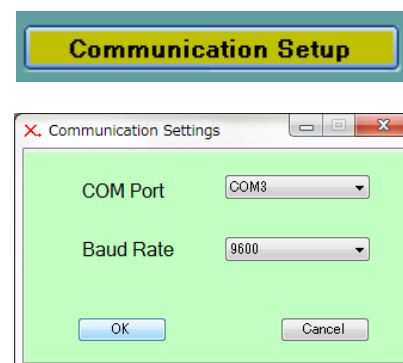 Communication Setup
Communication Settings
COM Port COM3
Baud Rate 9600
OK Cancel